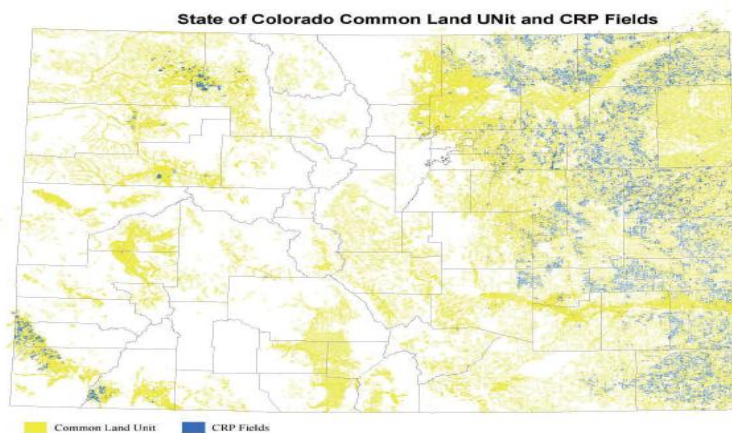 State of Colorado Common Land UNit and CRP Fields
Common Land Unit
CRP Fields